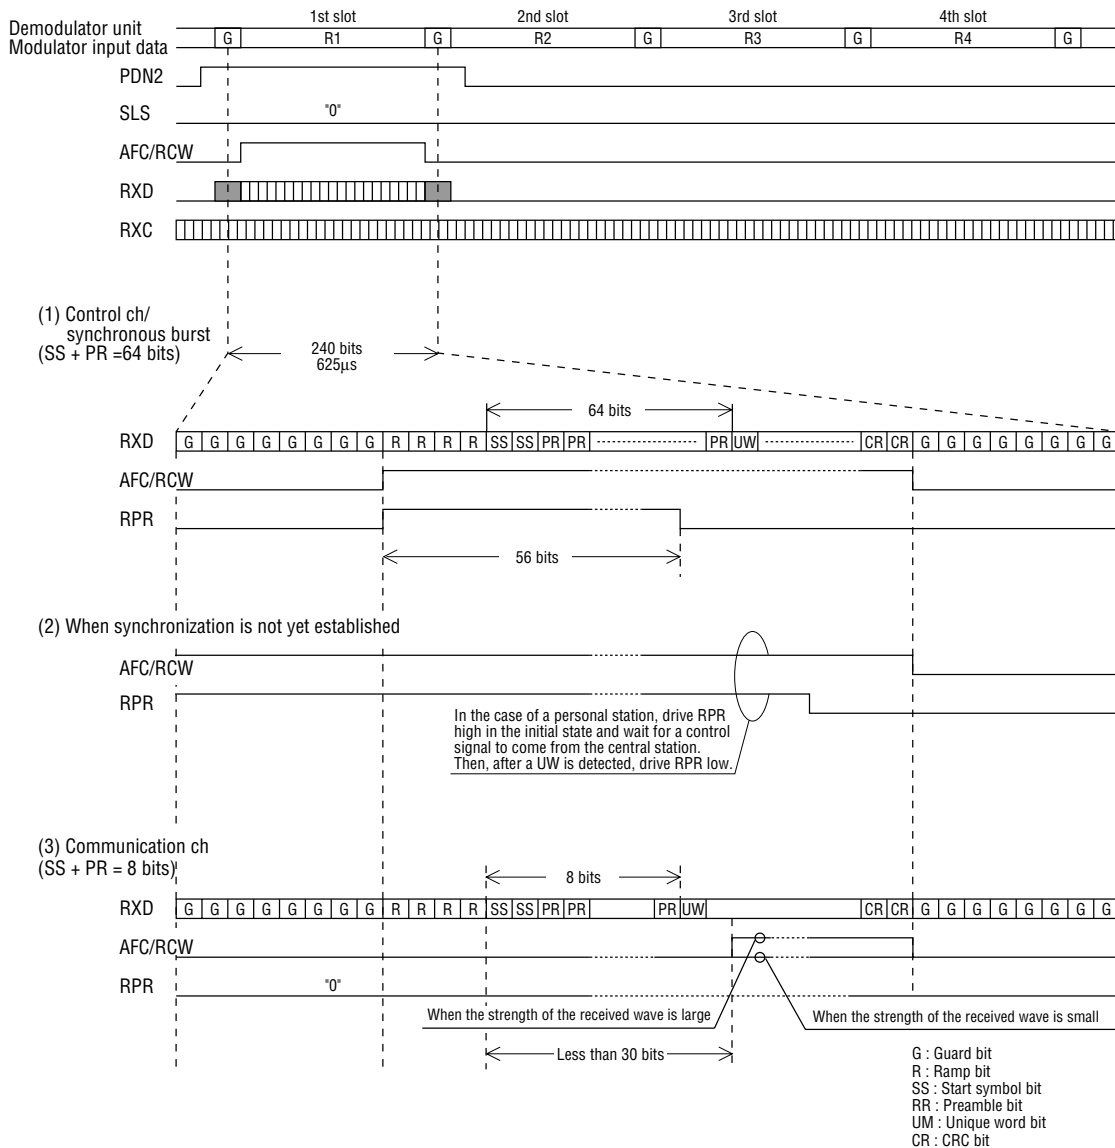 1st slot 2nd slot 3rd slot 4th slot
Demodulator unit
Modulator input data
G R1 G R2 G R3 G R4 G
PDN2
SLS "0"
AFC/RCW
RXD
RXC
(1) Control ch/
synchronous burst
(SS + PR =64 bits)
240 bits
625μs
64 bits
RXD G G G G G G G G R R R R SS SS PR PR PR UW CR CR G G G G G G G G
AFC/RCW
RPR
56 bits
(2) When synchronization is not yet established
AFC/RCW
RPR
In the case of a personal station, drive RPR
high in the initial state and wait for a control
signal to come from the central station.
Then, after a UW is detected, drive RPR low.
(3) Communication ch
(SS + PR = 8 bits)
8 bits
RXD G G G G G G G G R R R R SS SS PR PR PR UW CR CR G G G G G G G G
AFC/RCW
RPR "0"
When the strength of the received wave is large When the strength of the received wave is small
Less than 30 bits
G : Guard bit
R : Ramp bit
SS : Start symbol bit
RR : Preamble bit
UM : Unique word bit
CR : CRC bit